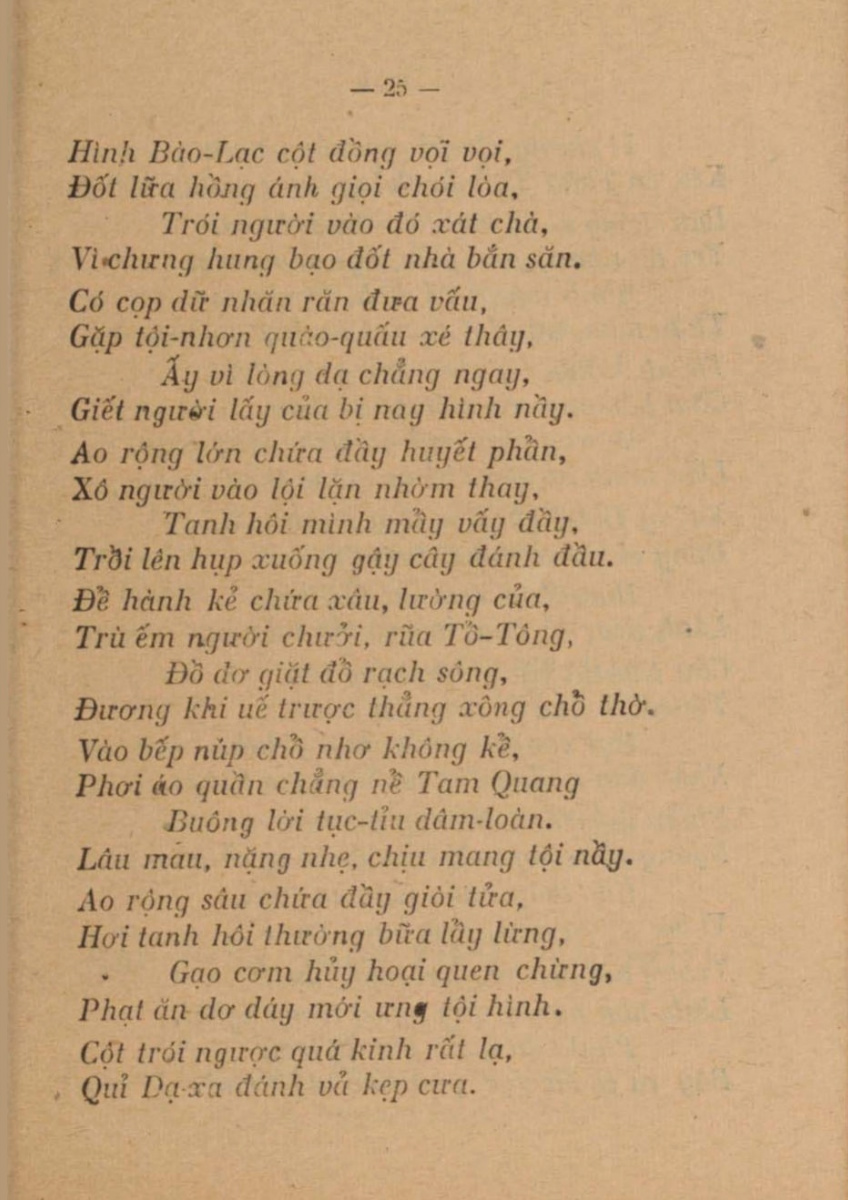 — 25 —
Hình Bào-Lạc cột đồng vọi vọi,
Đốt lữa hồng ánh giọi chói lòa,
Trói người vào đó xát chà,
Vì chưng hung bạo đốt nhà bắn săn.
Có cọp dữ nhăn răn đưa vấu,
Gặp tội-nhơn quào-quấu xé thây,
Ấy vì lòng dạ chẳng ngay,
Giết người lấy của bị nay hình nầy.
Ao rộng lớn chứa đầy huyết phẩn,
Xô người vào lội lặn nhờm thay,
Tanh hôi mình mẩy vấy đầy,
Trồi lên hụp xuống gậy cây đánh đầu.
Đề hành kẻ chứa xâu, lường của,
Trù ếm người chưởi, rũa Tổ-Tông,
Đồ dơ giặt đồ rạch sông,
Đương khi uế trược thẳng xông chổ thờ.
Vào bếp núp chổ nhơ không kể,
Phơi áo quần chẳng nể Tam Quang
Buông lời tục-tỉu dâm-loàn.
Lâu mau, nặng nhẹ, chịu mang tội nầy.
Ao rộng sâu chứa đầy giòi tửa,
Hơi tanh hôi thường bữa lẩy lừng,
Gạo cơm hủy hoại quen chừng,
Phạt ăn dơ dáy mới ưng tội hình.
Cột trói ngược quá kinh rất lạ,
Quỉ Dạ-xa đánh vả kẹp cưa.